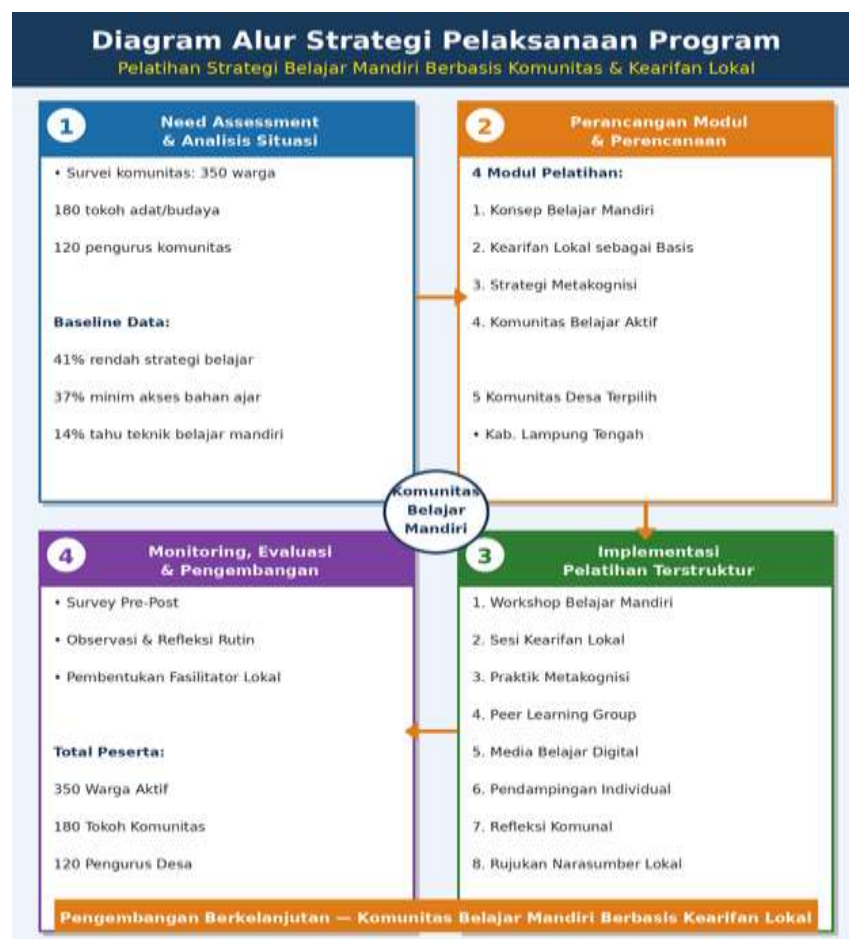 Diagram Alur Strategi Pelaksanaan Program
Pelatihan Strategi Belajar Mandiri Berbasis Komunitas & Kearifan Lokal
1
Need Assessment
& Analisis Situasi
• Survei komunitas: 350 warga
180 tokoh adat/budaya
120 pengurus komunitas
Baseline Data:
41% rendah strategi belajar
37% minim akses bahan ajar
14% tahu teknik belajar mandiri
2
Perancangan Modul
& Perencanaan
4 Modul Pelatihan:
1. Konsep Belajar Mandiri
2. Kearifan Lokal sebagai Basis
3. Strategi Metakognisi
4. Komunitas Belajar Aktif
5 Komunitas Desa Terpilih
• Kab. Lampung Tengah
Komunitas
Belajar
Mandiri
3
Implementasi
Pelatihan Terstruktur
1. Workshop Belajar Mandiri
2. Sesi Kearifan Lokal
3. Praktik Metakognisi
4. Peer Learning Group
5. Media Belajar Digital
6. Pendampingan Individual
7. Refleksi Komunal
8. Rujukan Narasumber Lokal
4
Monitoring, Evaluasi
& Pengembangan
• Survey Pre-Post
• Observasi & Refleksi Rutin
• Pembentukan Fasilitator Lokal
Total Peserta:
350 Warga Aktif
180 Tokoh Komunitas
120 Pengurus Desa
Pengembangan Berkelanjutan — Komunitas Belajar Mandiri Berbasis Kearifan Lokal